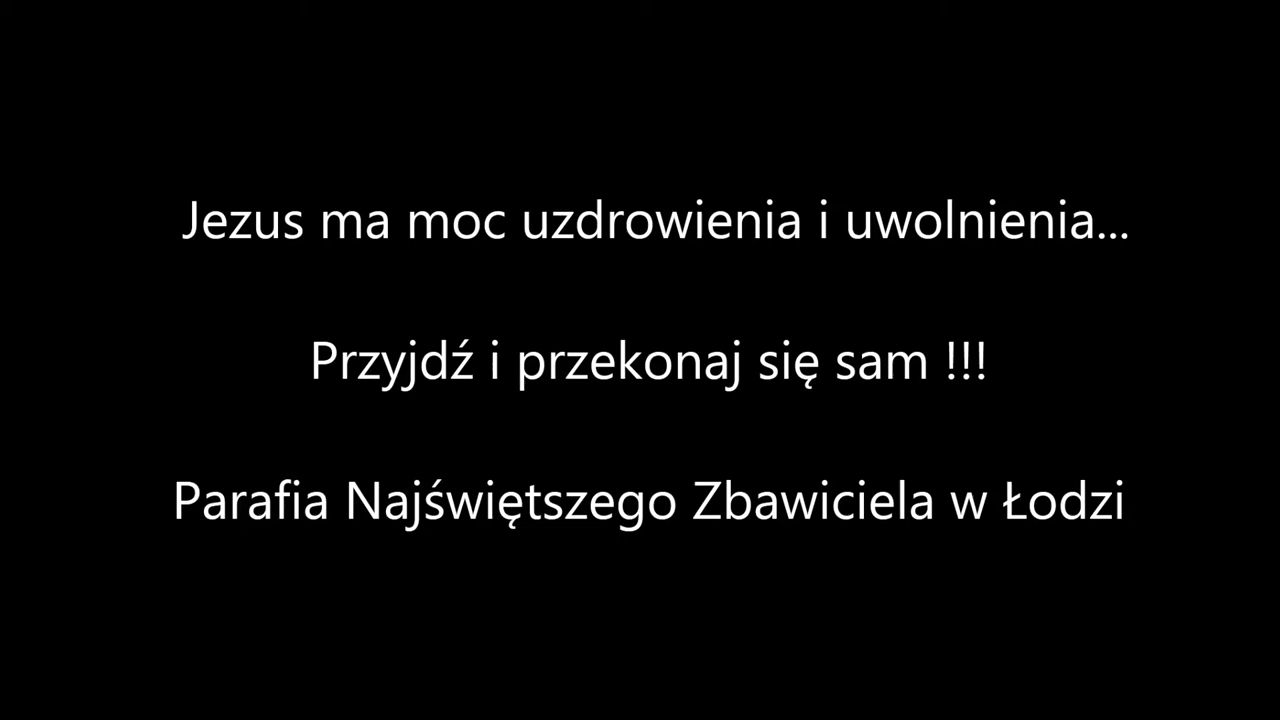 Jezus ma moc uzdrowienia i uwolnienia...
Przyjdź i przekonaj się sam !!!
Parafia Najświętszego Zbawiciela w Łodzi